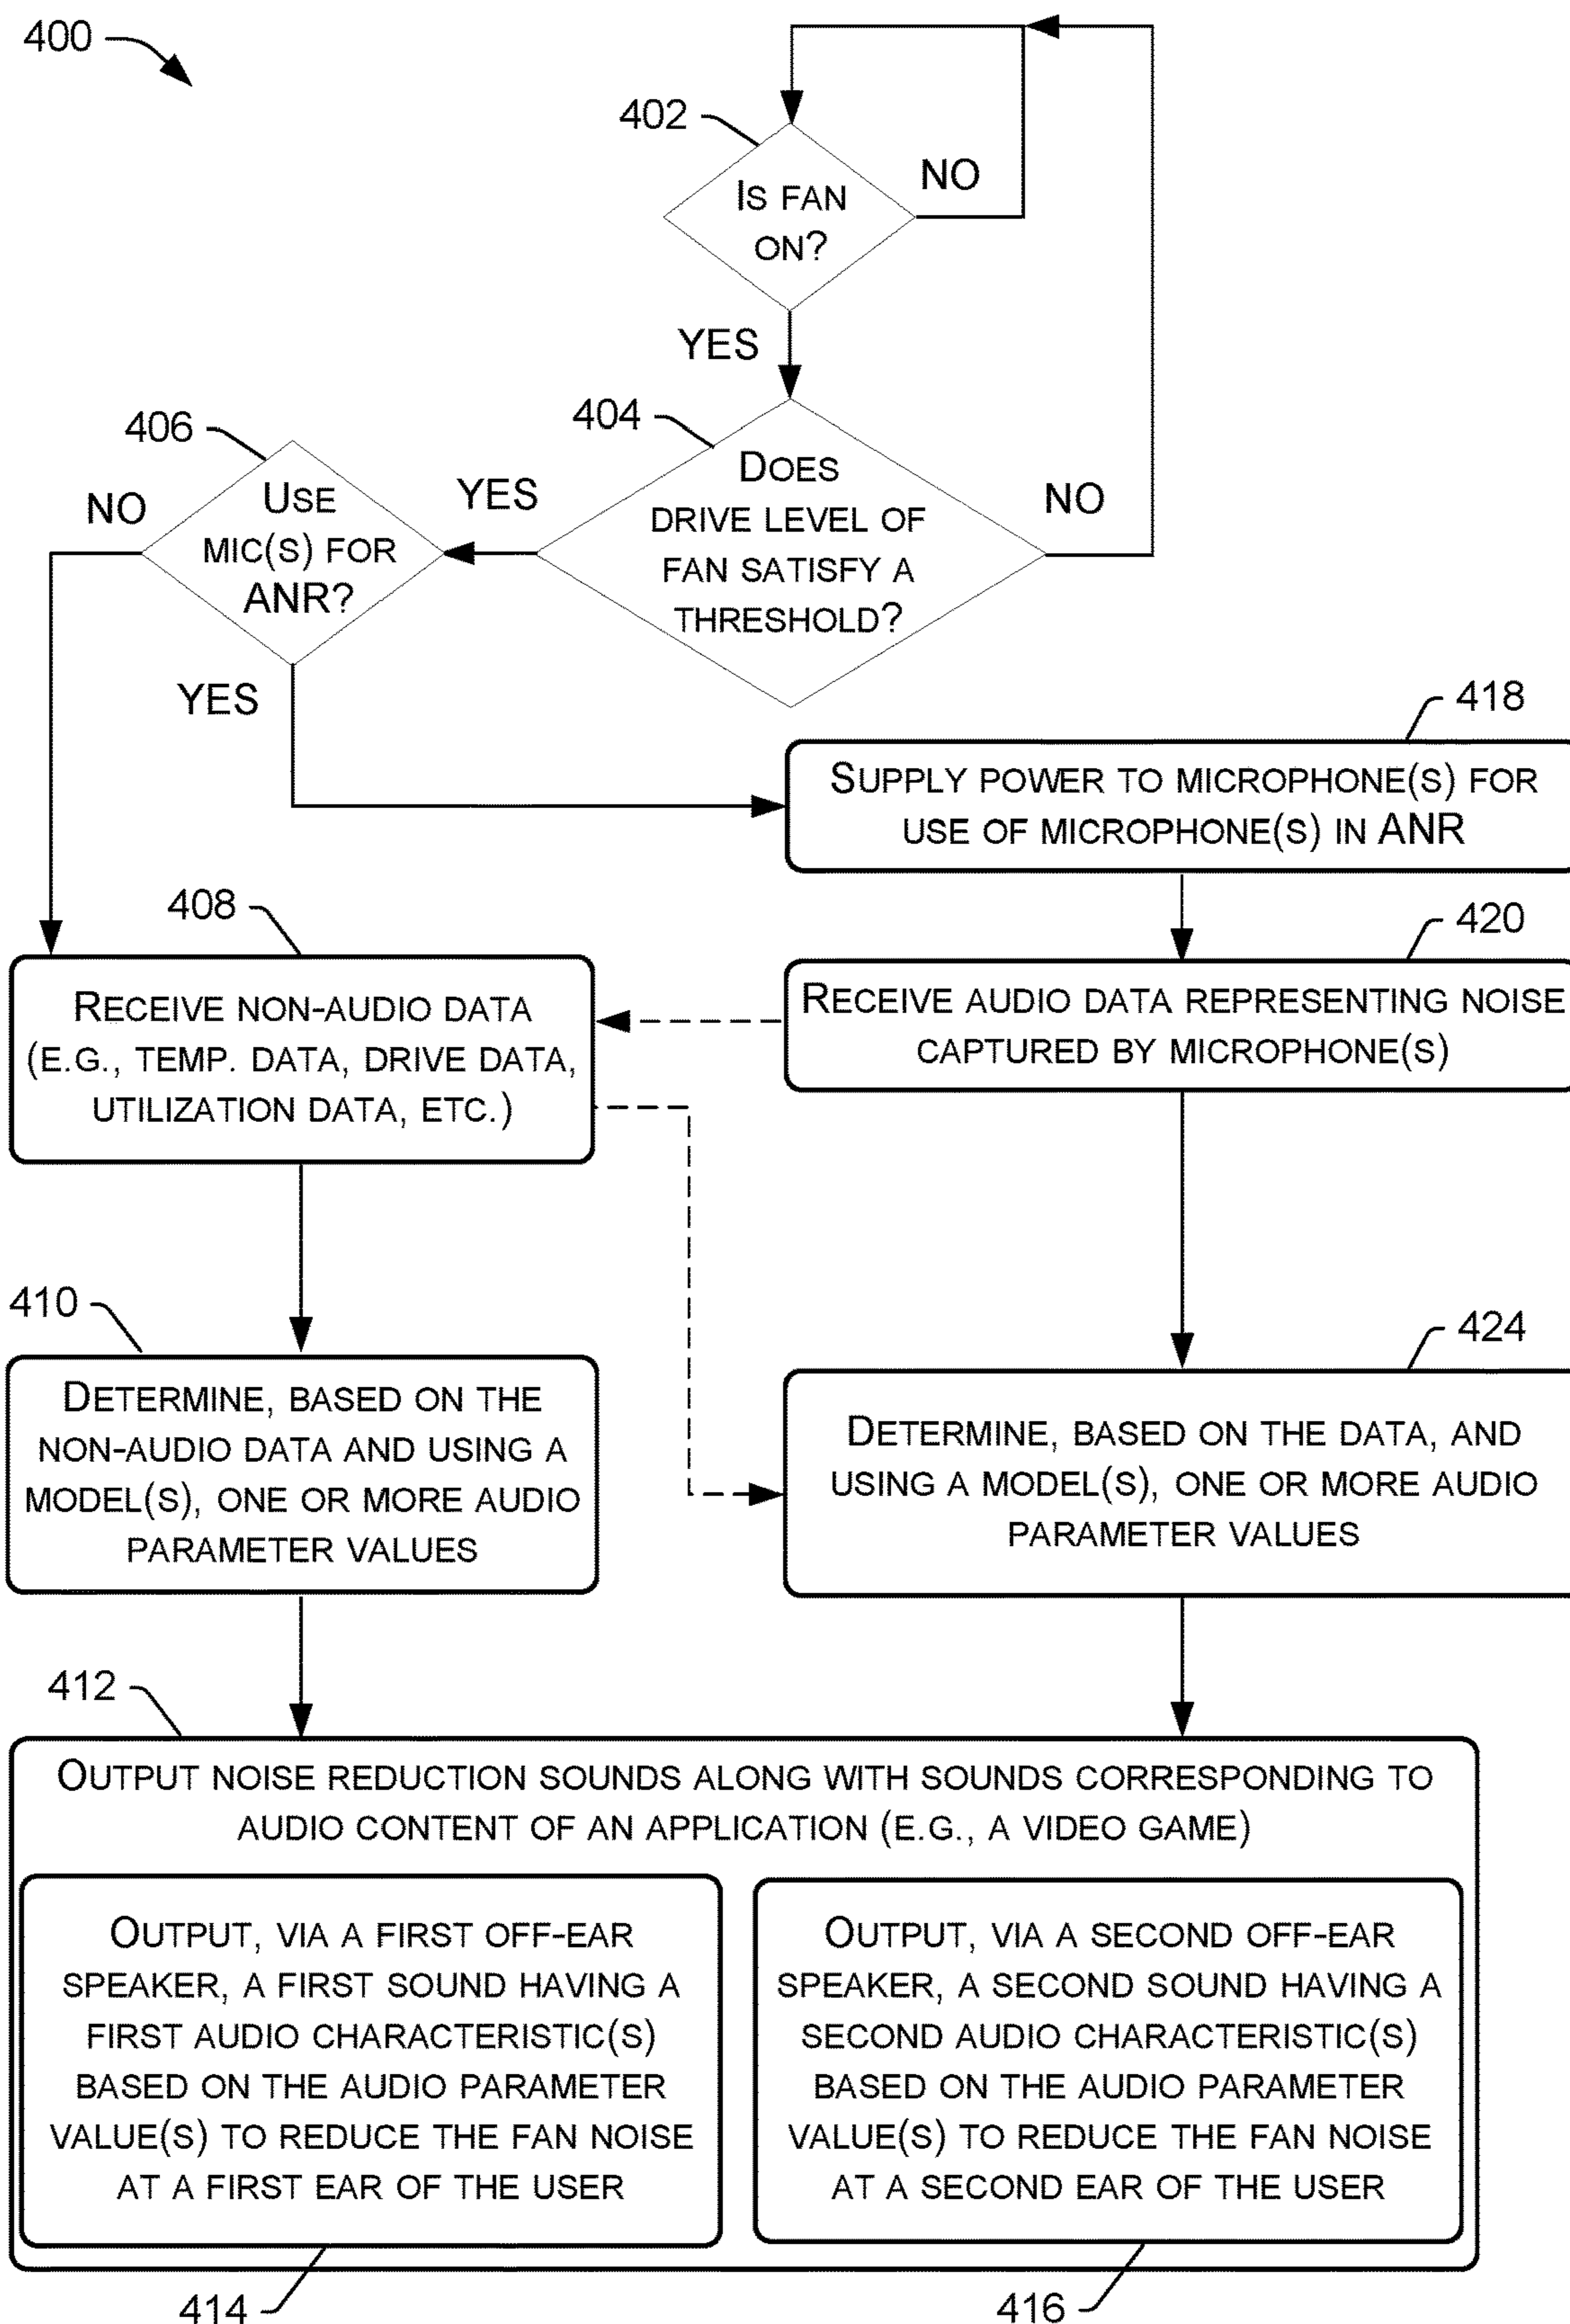 400
402
IS FAN
ON?
NO
YES
404
DOES
DRIVE LEVEL OF
FAN SATISFY A
THRESHOLD?
NO
YES
406
USE
MIC(S) FOR
ANR?
NO
YES
418
SUPPLY POWER TO MICROPHONE(S) FOR
USE OF MICROPHONE(S) IN ANR
408
RECEIVE NON-AUDIO DATA
(E.G., TEMP. DATA, DRIVE DATA,
UTILIZATION DATA, ETC.)
420
RECEIVE AUDIO DATA REPRESENTING NOISE
CAPTURED BY MICROPHONE(S)
410
DETERMINE, BASED ON THE
NON-AUDIO DATA AND USING A
MODEL(S), ONE OR MORE AUDIO
PARAMETER VALUES
424
DETERMINE, BASED ON THE DATA, AND
USING A MODEL(S), ONE OR MORE AUDIO
PARAMETER VALUES
412
OUTPUT NOISE REDUCTION SOUNDS ALONG WITH SOUNDS CORRESPONDING TO
AUDIO CONTENT OF AN APPLICATION (E.G., A VIDEO GAME)
OUTPUT, VIA A FIRST OFF-EAR
SPEAKER, A FIRST SOUND HAVING A
FIRST AUDIO CHARACTERISTIC(S)
BASED ON THE AUDIO PARAMETER
VALUE(S) TO REDUCE THE FAN NOISE
AT A FIRST EAR OF THE USER
414
OUTPUT, VIA A SECOND OFF-EAR
SPEAKER, A SECOND SOUND HAVING A
SECOND AUDIO CHARACTERISTIC(S)
BASED ON THE AUDIO PARAMETER
VALUE(S) TO REDUCE THE FAN NOISE
AT A SECOND EAR OF THE USER
416